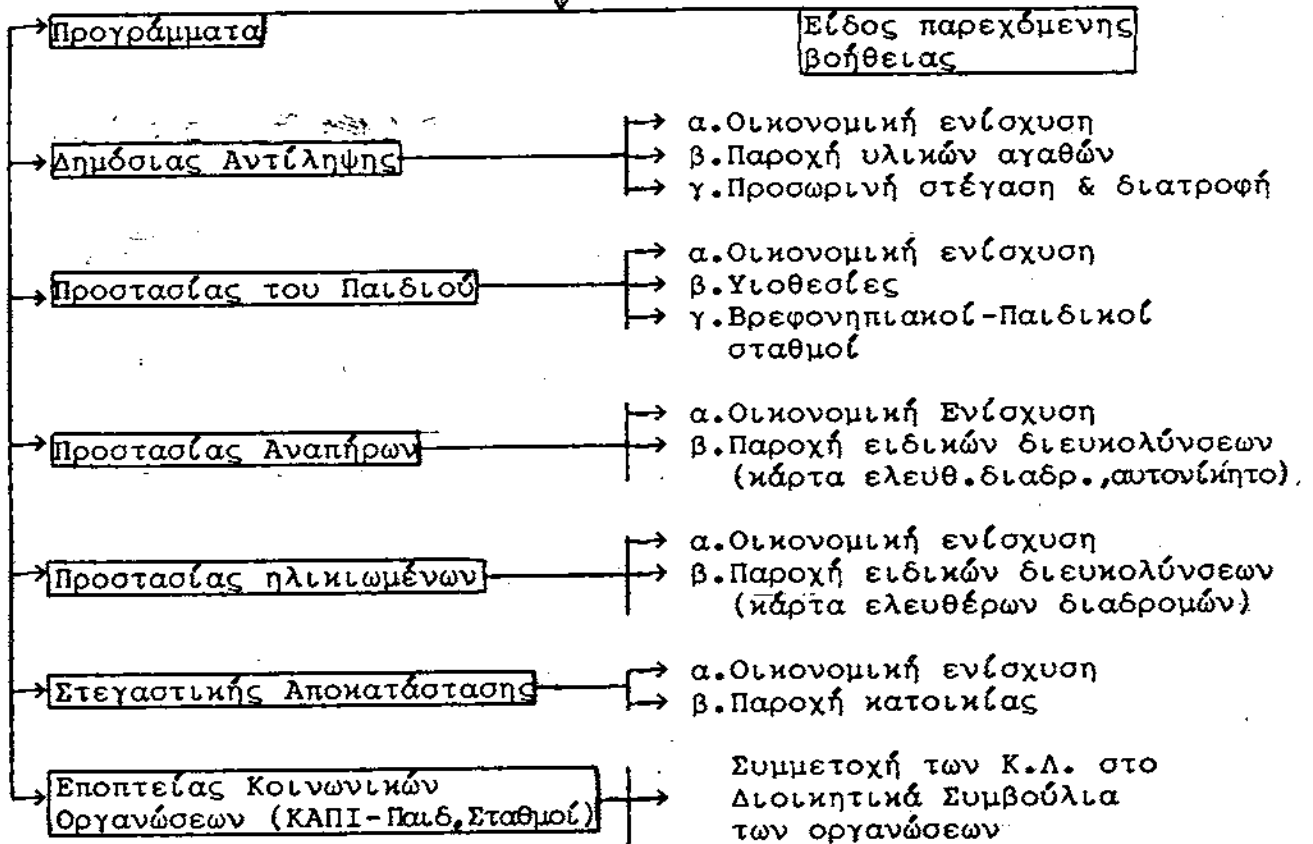 Προγράμματα
Είδος παρεχόμενης
βοήθειας
Δημόσιας Αντίληψης
α.Οικονομική ενίσχυση
β.Παροχή υλικών αγαθών
γ.Προσωρινή στέγαση & διατροφή
Προστασίας του Παιδιού
α.Οικονομική ενίσχυση
β.Υιοθεσίες
γ.Βρεφονηπιακοί-Παιδικοί
σταθμοί
Προστασίας Αναπήρων
α.Οικονομική Ενίσχυση
β.Παροχή ειδικών διευκολύνσεων
(κάρτα ελεύθ.διαδρ.,αυτονίκητο)
Προστασίας ηλικιωμένων
α.Οικονομική ενίσχυση
β.Παροχή ειδικών διευκολύνσεων
(κάρτα ελευθέρων διαδρομών)
Στεγαστικής Αποκατάστασης
α.Οικονομική ενίσχυση
β.Παροχή κατοικίας
Εποπτείας Κοινωνικών
Οργανώσεων (ΚΑΠΙ-Παιδ,Σταθμοί)
Συμμετοχή των Κ.Λ. στο
Διοικητικά Συμβούλια
των οργανώσεων